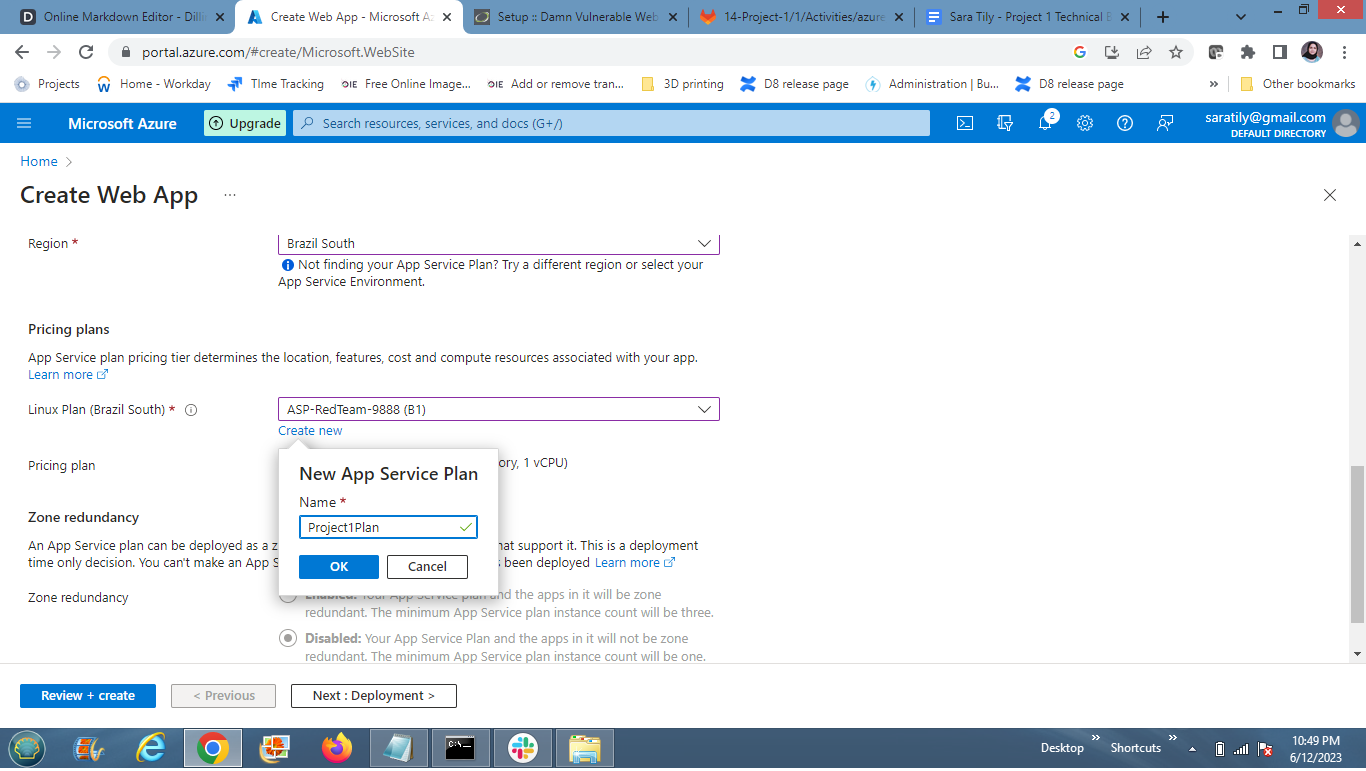 Online Markdown Editor - Dilli
Create Web App - Microsoft Az
Setup :: Damn Vulnerable Web
14-Project-1/1/Activities/azure
Sara Tily - Project 1 Technical B
portal.azure.com/#create/Microsoft.WebSite
Projects
Home - Workday
TIme Tracking
OIE Free Online Image...
OIE Add or remove tran...
3D printing
D8 release page
Administration | Bu...
D8 release page
»
Other bookmarks
Microsoft Azure
Upgrade
Search resources, services, and docs (G+/)
2
saratily@gmail.com
DEFAULT DIRECTORY
Home >
Create Web App ...
Region *
Brazil South
Not finding your App Service Plan? Try a different region or select your
App Service Environment.
Pricing plans
App Service plan pricing tier determines the location, features, cost and compute resources associated with your app.
Learn more
Linux Plan (Brazil South) *
ASP-RedTeam-9888 (B1)
Create new
Pricing plan
ory, 1 vCPU)
New App Service Plan
Name *
Project1Plan
OK
Cancel
Zone redundancy
An App Service plan can be deployed as a z
hat support it. This is a deployment
time only decision. You can't make an App S
s been deployed Learn more
Zone redundancy
Enabled: Your App Service plan and the apps in it will be zone
redundant. The minimum App Service plan instance count will be three.
Disabled: Your App Service Plan and the apps in it will not be zone
redundant. The minimum App Service plan instance count will be one.
Review + create
< Previous
Next : Deployment >
Desktop »
Shortcuts »
10:49 PM
6/12/2023